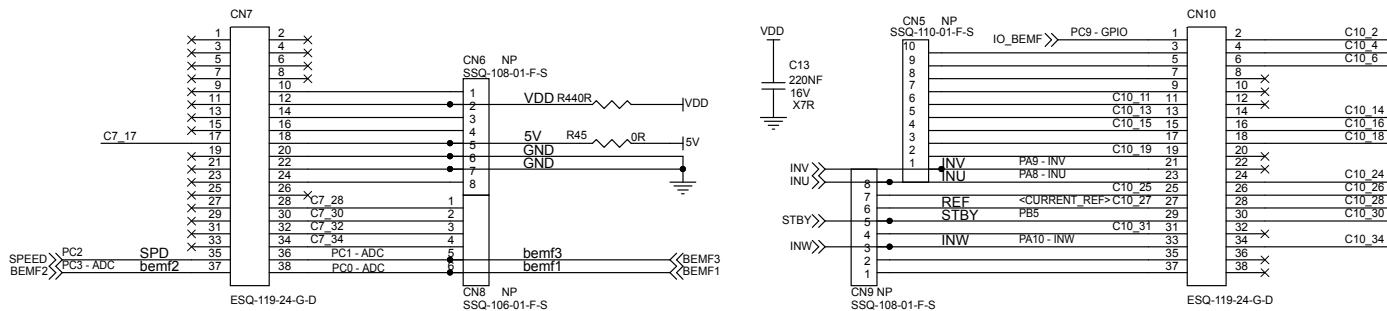 CN7
1 2
3 4
5 6
7 8
9 10
11 12
13 14
15 16
17 18
19 20
21 22
23 24
25 26
27 28
29 30
31 32
33 34
35 36
37 38
ESQ-119-24-G-D
C7_17
C7_28
C7_30
C7_32
C7_34
SPEED PC2 SPD
BEMF2 PC3 - ADC bemf2
PC1 - ADC
PC0 - ADC
CN6 NP
SSQ-108-01-F-S
1
2
3
4
5
6
7
8
VDD R44 0R VDD
5V R45 0R 5V
GND
GND
1
2
3
4
5
6
bemf3 BEMF3
bemf1 BEMF1
CN8 NP
SSQ-106-01-F-S
VDD
C13
220NF
16V
X7R
CN5 NP
SSQ-110-01-F-S
10
9
8
7
6
5
4
3
2
1
IO_BEMF PC9 - GPIO
C10_11
C10_13
C10_15
C10_19
INV INV PA9 - INV
INU INU PA8 - INU
C10_25
REF <CURRENT_REF> C10_27
STBY STBY PB5
C10_31
INW INW PA10 - INW
8
7
6
5
4
3
2
1
CN9 NP
SSQ-108-01-F-S
CN10
1 2 C10_2
3 4 C10_4
5 6 C10_6
7 8
9 10
11 12
13 14 C10_14
15 16 C10_16
17 18 C10_18
19 20
21 22
23 24 C10_24
25 26 C10_26
27 28 C10_28
29 30 C10_30
31 32
33 34 C10_34
35 36
37 38
ESQ-119-24-G-D